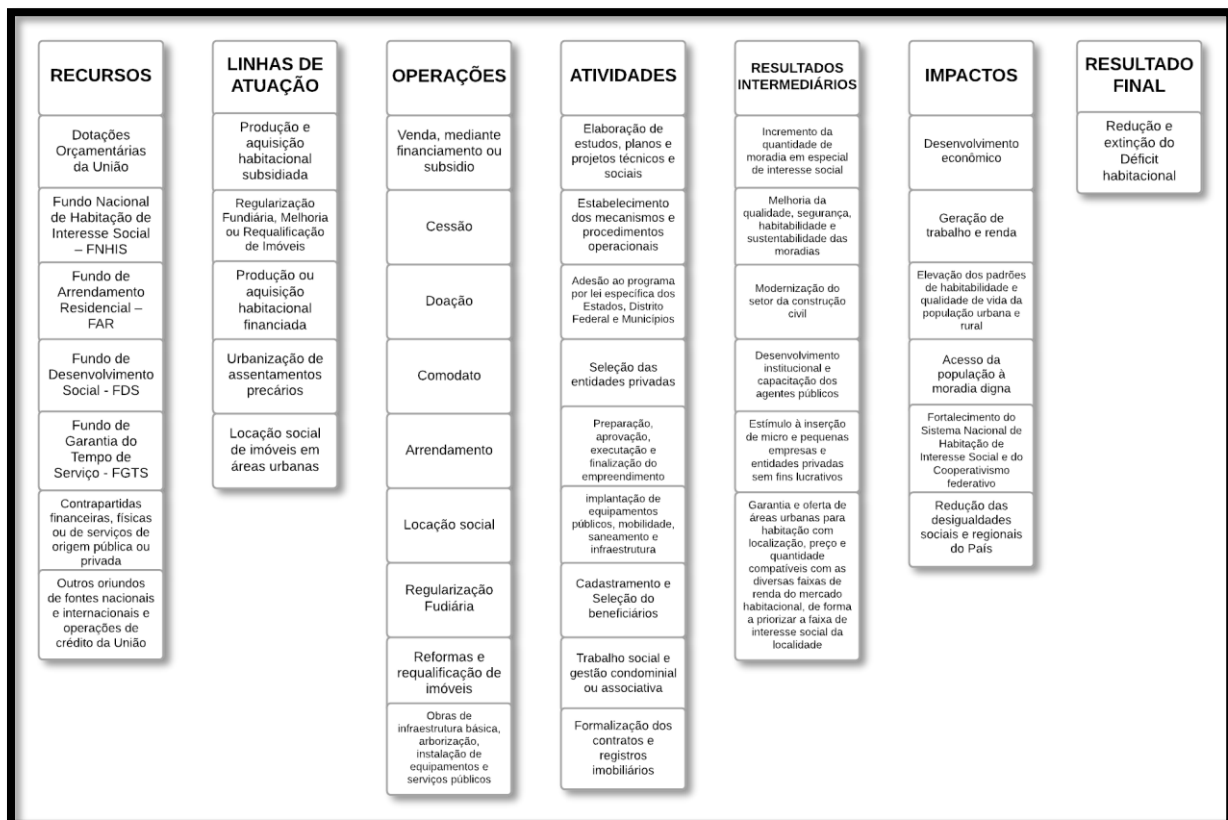 RECURSOS
Dotações
Orçamentárias
da União
Fundo Nacional
de Habitação de
Interesse Social
– FNHIS
Fundo de
Arrendamento
Residencial –
FAR
Fundo de
Desenvolvimento
Social - FDS
Fundo de
Garantia do
Tempo de
Serviço - FGTS
Contrapartidas
financeiras, físicas
ou de serviços de
origem pública ou
privada
Outros oriundos
de fontes nacionais
e internacionais e
operações de
crédito da União
LINHAS DE
ATUAÇÃO
Produção e
aquisição
habitacional
subsidiada
Regularização
Fundiária, Melhoria
ou Requalificação
de Imóveis
Produção ou
aquisição
habitacional
financiada
Urbanização de
assentamentos
precários
Locação social
de imóveis em
áreas urbanas
OPERAÇÕES
Venda, mediante
financiamento ou
subsidio
Cessão
Doação
Comodato
Arrendamento
Locação social
Regularização
Fudiária
Reformas e
requalificação de
imóveis
Obras de
infraestrutura básica,
arborização,
instalação de
equipamentos e
serviços públicos
ATIVIDADES
Elaboração de
estudos, planos e
projetos técnicos e
sociais
Estabelecimento
dos mecanismos e
procedimentos
operacionais
Adesão ao programa
por lei específica dos
Estados, Distrito
Federal e Municípios
Seleção das
entidades privadas
Preparação,
aprovação,
executação e
finalização do
empreendimento
implantação de
equipamentos
públicos, mobilidade,
saneamento e
infraestrutura
Cadastramento e
Seleção do
beneficiários
Trabalho social e
gestão condominial
ou associativa
Formalização dos
contratos e
registros
imobiliários
RESULTADOS
INTERMEDIÁRIOS
Incremento da
quantidade de
moradia em especial
de interesse social
Melhoria da
qualidade, segurança,
habitabilidade e
sustentabilidade das
moradias
Modernização do
setor da construção
civil
Desenvolvimento
institucional e
capacitação dos
agentes públicos
Estímulo à inserção
de micro e pequenas
empresas e
entidades privadas
sem fins lucrativos
Garantia e oferta de
áreas urbanas para
habitação com
localização, preço e
quantidade
compatíveis com as
diversas faixas de
renda do mercado
habitacional, de forma
a priorizar a faixa de
interesse social da
localidade
IMPACTOS
Desenvolvimento
econômico
Geração de
trabalho e renda
Elevação dos padrões
de habitabilidade e
qualidade de vida da
população urbana e
rural
Acesso da
população à
moradia digna
Fortalecimento do
Sistema Nacional de
Habitação de
Interesse Social e do
Cooperativismo
federativo
Redução das
desigualdades
sociais e regionais
do País
RESULTADO
FINAL
Redução e
extinção do
Déficit
habitacional